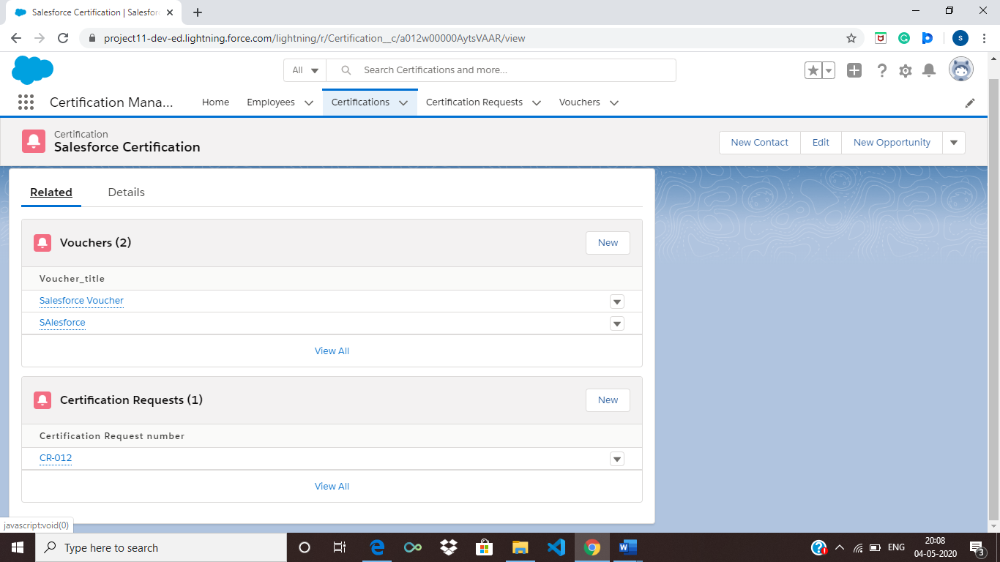 Salesforce Certification | Salesfor
project11-dev-ed.lightning.force.com/lightning/r/Certification__c/a012w00000AytsVAAR/view
S
All
Search Certifications and more...
Certification Mana...
Home
Employees
Certifications
Certification Requests
Vouchers
Certification
Salesforce Certification
New Contact
Edit
New Opportunity
Related
Details
Vouchers (2)
New
Voucher_title
Salesforce Voucher
SAlesforce
View All
Certification Requests (1)
New
Certification Request number
CR-012
View All
javascript:void(0)
Type here to search
ENG
20:08
04-05-2020
3